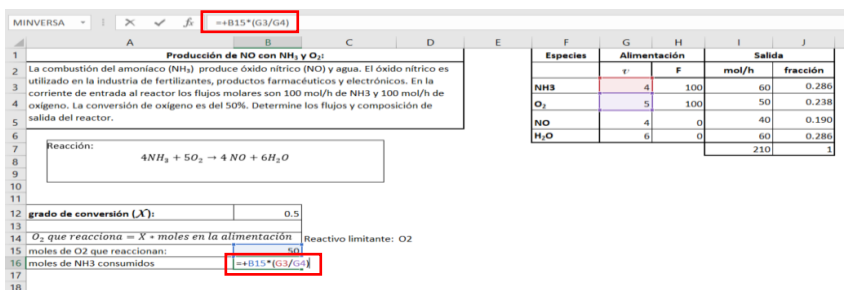 MINVERSA fx =+B15*(G3/G4)
A B C D E F G H I J
1 Producción de NO con NH₃ y O₂: Especies Alimentación Salida
2 La combustión del amoníaco (NH₃) produce óxido nítrico (NO) y agua. El óxido nítrico es τ' F mol/h fracción
3 utilizado en la industria de fertilizantes, productos farmacéuticos y electrónicos. En la NH3 4 100 60 0.286
4 corriente de entrada al reactor los flujos molares son 100 mol/h de NH3 y 100 mol/h de O₂ 5 100 50 0.238
5 oxígeno. La conversión de oxígeno es del 50%. Determine los flujos y composición de NO 4 0 40 0.190
salida del reactor.
6 H₂O 6 0 60 0.286
7 Reacción: 210 1
8 4NH₃ + 5O₂ → 4 NO + 6H₂O
9
10
11
12 grado de conversión (X): 0.5
13
14 O₂ que reacciona = X * moles en la alimentación Reactivo limitante: O2
15 moles de O2 que reaccionan: 50
16 moles de NH3 consumidos =+B15*(G3/G4)
17
18